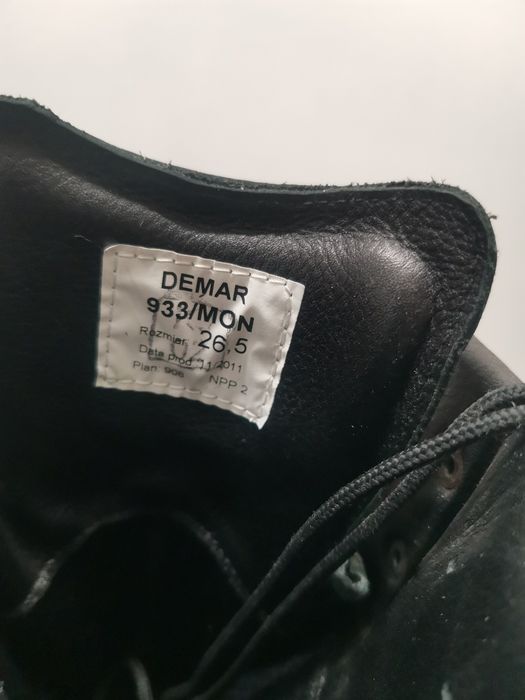 DEMAR
933/MON
Rozmiar 26,5
Data prod. 11/2011
Plan: 906 NPP 2